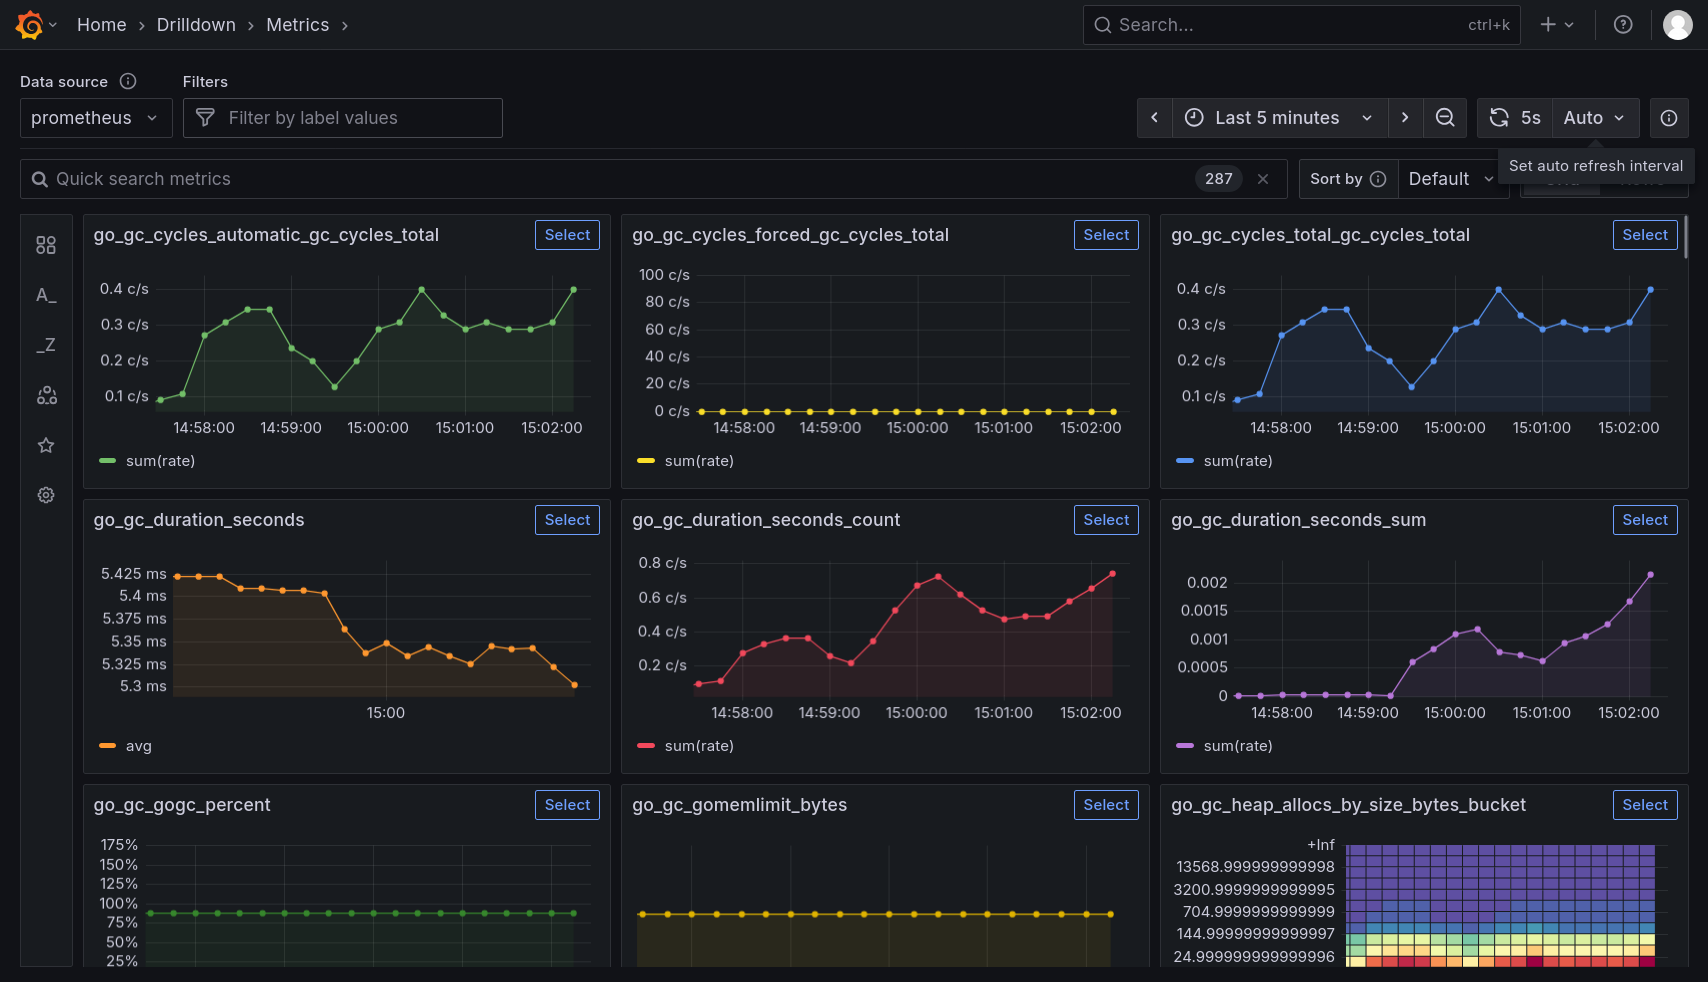 Home › Drilldown › Metrics ›
Search... ctrl+k
Data source
Filters
prometheus
Filter by label values
Last 5 minutes
5s
Auto
Set auto refresh interval
Quick search metrics
287
Sort by
Default
A_
_Z
go_gc_cycles_automatic_gc_cycles_total
Select
0.4 c/s
0.3 c/s
0.2 c/s
0.1 c/s
14:58:00 14:59:00 15:00:00 15:01:00 15:02:00
sum(rate)
go_gc_cycles_forced_gc_cycles_total
Select
100 c/s
80 c/s
60 c/s
40 c/s
20 c/s
0 c/s
14:58:00 14:59:00 15:00:00 15:01:00 15:02:00
sum(rate)
go_gc_cycles_total_gc_cycles_total
Select
0.4 c/s
0.3 c/s
0.2 c/s
0.1 c/s
14:58:00 14:59:00 15:00:00 15:01:00 15:02:00
sum(rate)
go_gc_duration_seconds
Select
5.425 ms
5.4 ms
5.375 ms
5.35 ms
5.325 ms
5.3 ms
15:00
avg
go_gc_duration_seconds_count
Select
0.8 c/s
0.6 c/s
0.4 c/s
0.2 c/s
14:58:00 14:59:00 15:00:00 15:01:00 15:02:00
sum(rate)
go_gc_duration_seconds_sum
Select
0.002
0.0015
0.001
0.0005
0
14:58:00 14:59:00 15:00:00 15:01:00 15:02:00
sum(rate)
go_gc_gogc_percent
Select
175%
150%
125%
100%
75%
50%
25%
go_gc_gomemlimit_bytes
Select
go_gc_heap_allocs_by_size_bytes_bucket
Select
+Inf
13568.999999999998
3200.9999999999995
704.9999999999999
144.99999999999997
24.999999999999996